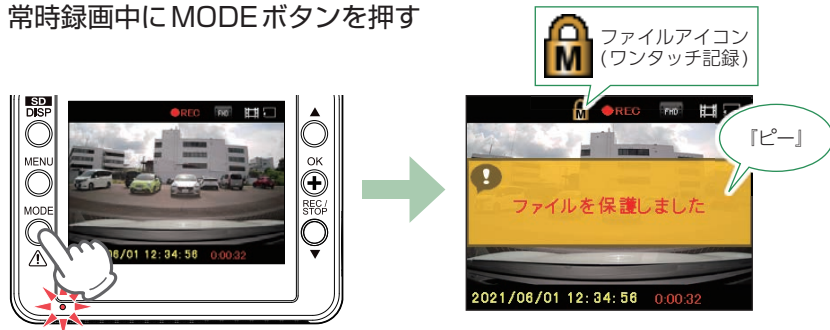 常時録画中にMODEボタンを押す
ファイルアイコン
(ワンタッチ記録)
M
SD
DISP
MENU
MODE
REC
FHD
OK
REC/
STOP
6/01 12:34:56 0:00:32
M
REC
FHD
『ピー』
!
ファイルを保護しました
2021/06/01 12:34:56 0:00:32